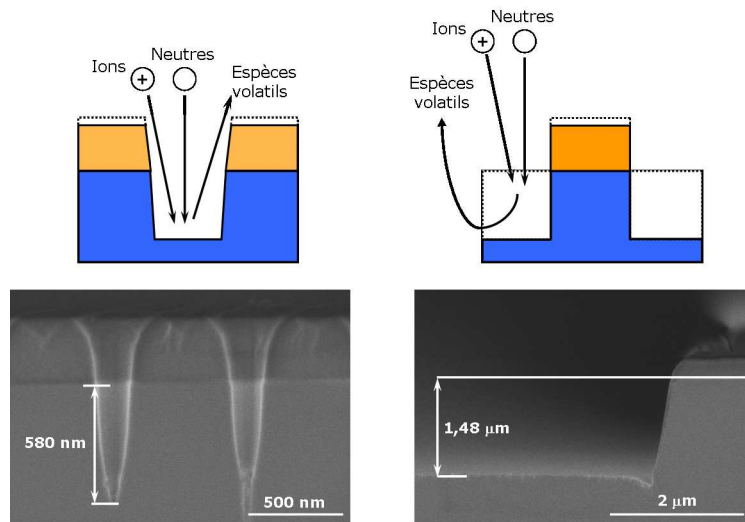 Ions
Neutres
Espèces
volatils
Ions
Neutres
Espèces
volatils
580 nm
500 nm
1,48 µm
2 µm